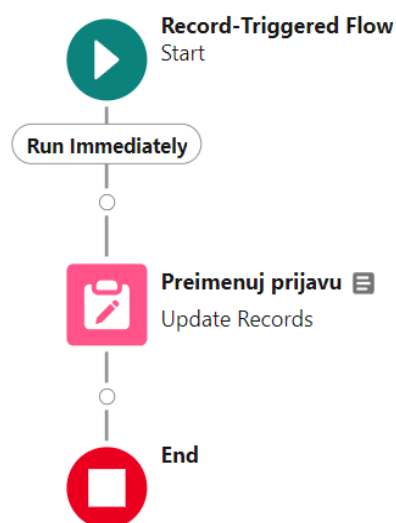 Record-Triggered Flow
Start
Run Immediately
Preimenuj prijavu
Update Records
End